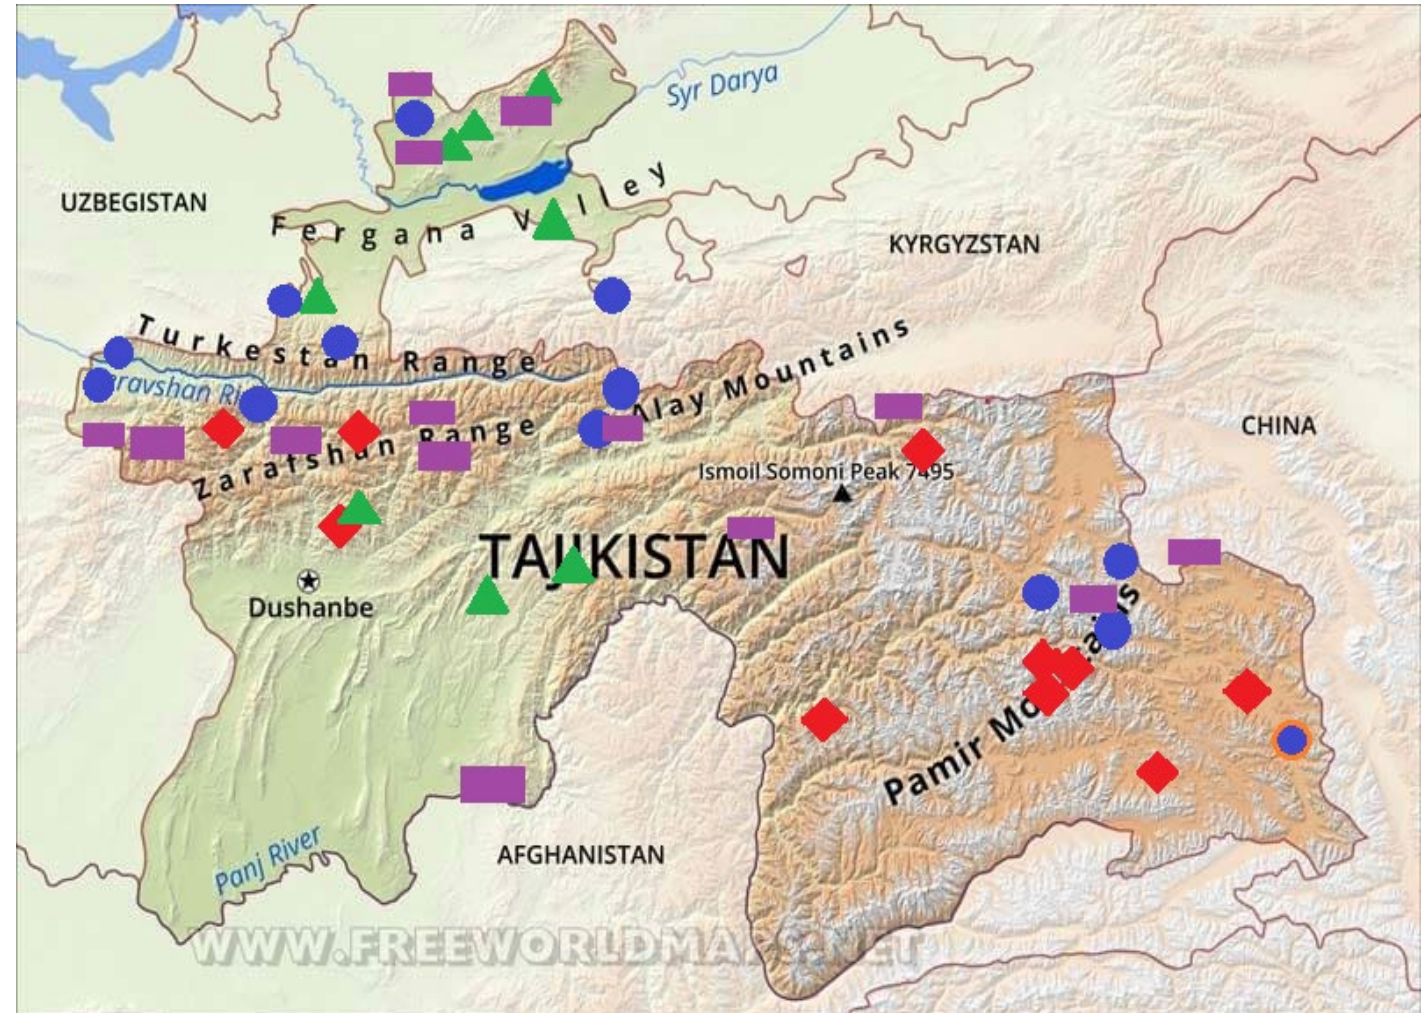 Syr Darya
UZBEGISTAN
Fergana Valley
KYRGYZSTAN
Turkestan Range
Alay Mountains
CHINA
Zarafshan Range
Ismoil Somoni Peak 7495
TAJIKISTAN
Dushanbe
Pamir
Panj River
AFGHANISTAN
WWW.FREEWORLDMAPS.NET